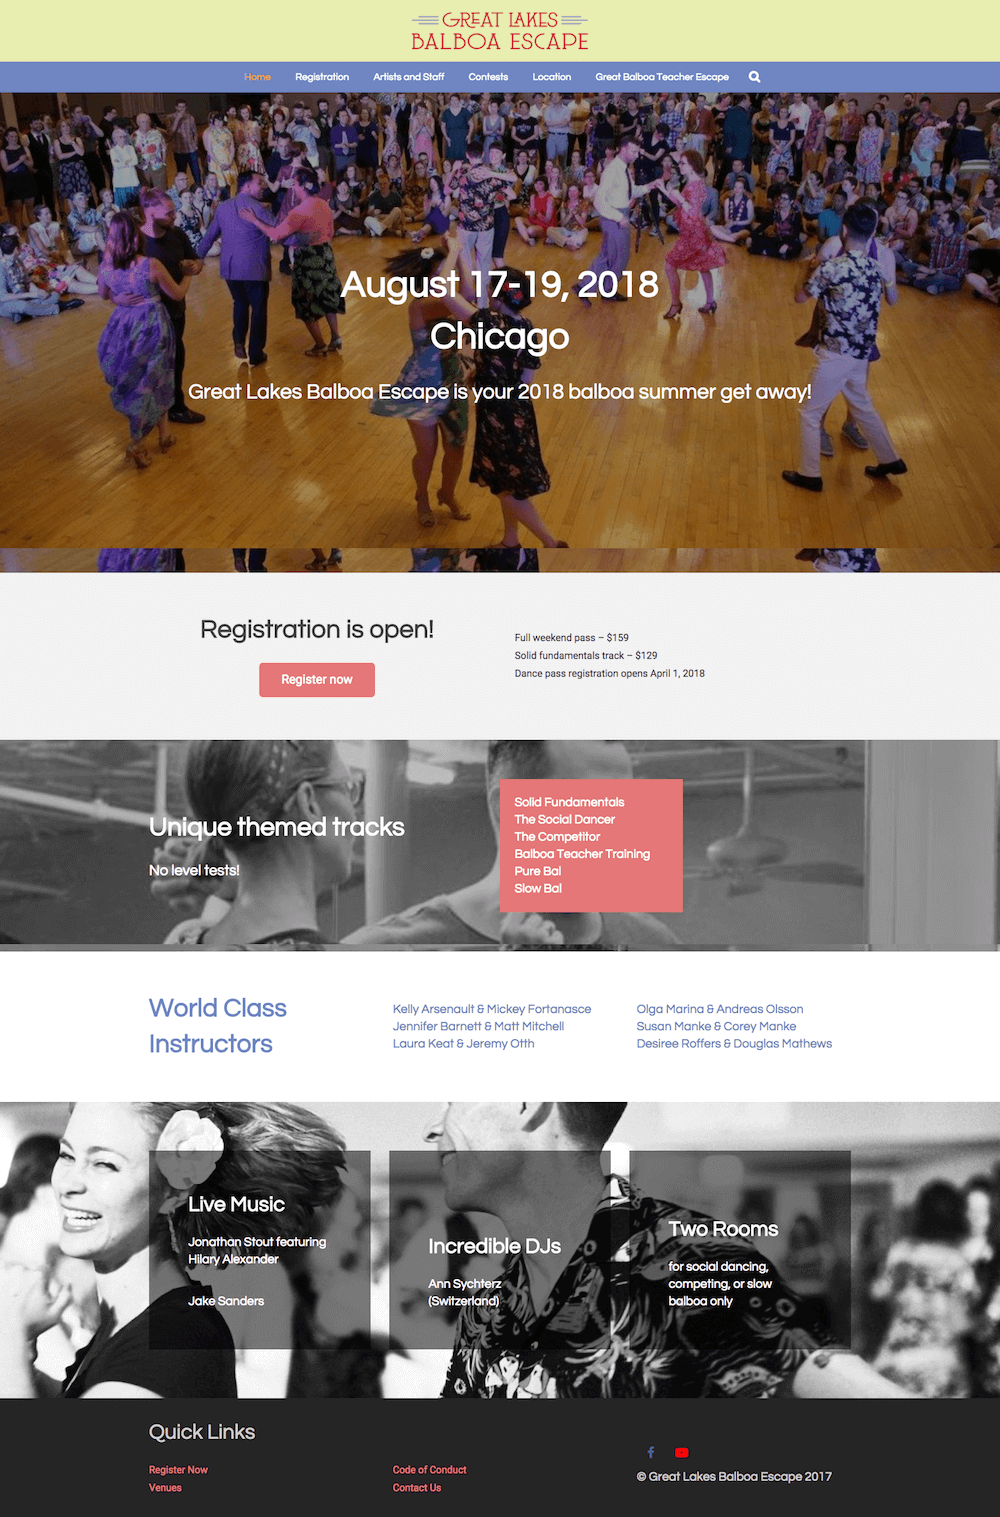 GREAT LAKES
BALBOA ESCAPE
Home Registration Artists and Staff Contests Location Great Balboa Teacher Escape
August 17-19, 2018
Chicago
Great Lakes Balboa Escape is your 2018 balboa summer get away!
Registration is open!
Register now
Full weekend pass – $159
Solid fundamentals track – $129
Dance pass registration opens April 1, 2018
Unique themed tracks
No level tests!
Solid Fundamentals
The Social Dancer
The Competitor
Balboa Teacher Training
Pure Bal
Slow Bal
World Class
Instructors
Kelly Arsenault & Mickey Fortanasce
Jennifer Barnett & Matt Mitchell
Laura Keat & Jeremy Otth
Olga Marina & Andreas Olsson
Susan Manke & Corey Manke
Desiree Roffers & Douglas Mathews
Live Music
Jonathan Stout featuring
Hilary Alexander
Jake Sanders
Incredible DJs
Ann Sychterz
(Switzerland)
Two Rooms
for social dancing,
competing, or slow
balboa only
Quick Links
Register Now
Venues
Code of Conduct
Contact Us
© Great Lakes Balboa Escape 2017